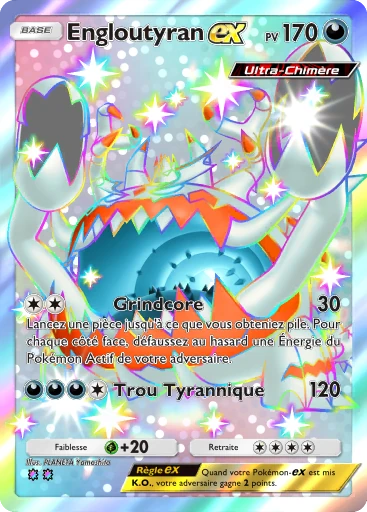 BASE Engloutyran ex PV 170
Ultra-Chimère
Grindcore 30
Lancez une pièce jusqu'à ce que vous obteniez pile. Pour
chaque côté face, défaussez au hasard une Énergie du
Pokémon Actif de votre adversaire.
Trou Tyrannique 120
Faiblesse +20 Retraite
Illus. PLANETA Yamashita
Règle ex Quand votre Pokémon-ex est mis
K.O., votre adversaire gagne 2 points.